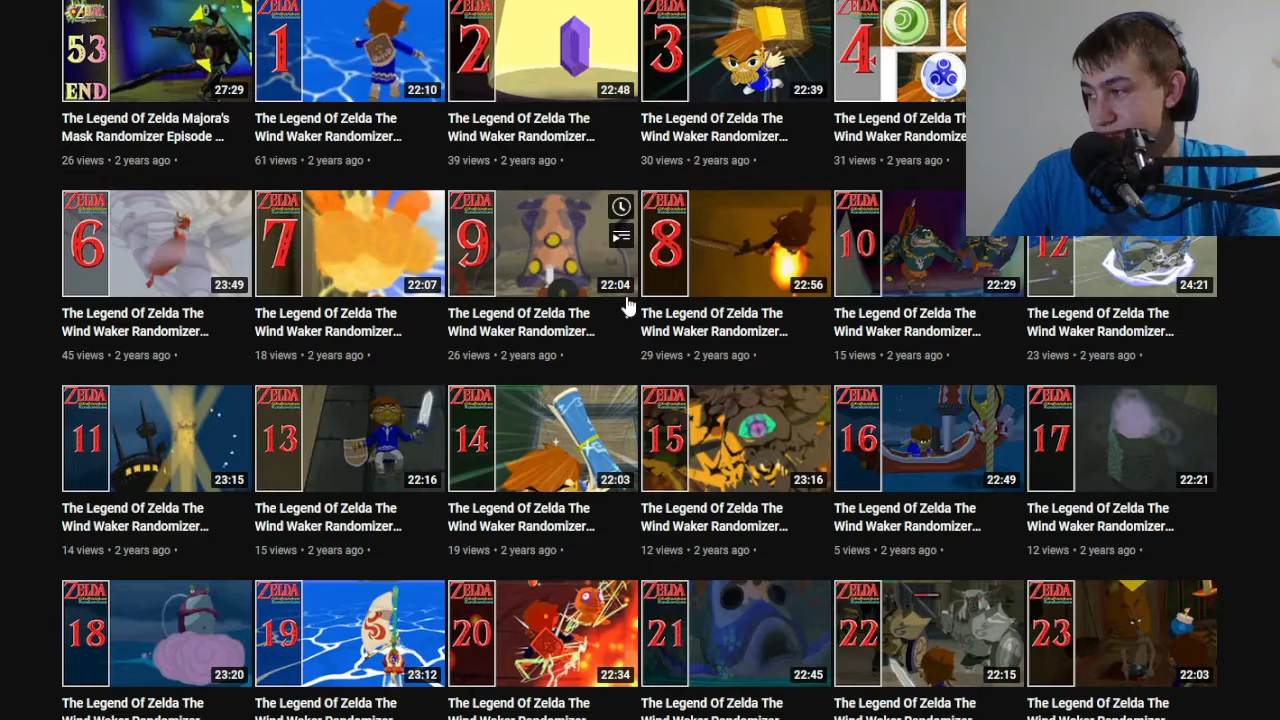 ZELDA
53
END
27:29
ZELDA
1
22:10
ZELDA
2
22:48
ZELDA
3
22:39
ZELDA
4
The Legend Of Zelda Majora's
Mask Randomizer Episode ...
26 views • 2 years ago •
The Legend Of Zelda The
Wind Waker Randomizer...
61 views • 2 years ago •
The Legend Of Zelda The
Wind Waker Randomizer...
39 views • 2 years ago •
The Legend Of Zelda The
Wind Waker Randomizer...
30 views • 2 years ago •
The Legend Of Zelda The
Wind Waker Randomizer
31 views • 2 years ago •
ZELDA
6
23:49
ZELDA
7
22:07
ZELDA
9
22:04
ZELDA
8
22:56
ZELDA
10
22:29
12
24:21
The Legend Of Zelda The
Wind Waker Randomizer...
45 views • 2 years ago •
The Legend Of Zelda The
Wind Waker Randomizer...
18 views • 2 years ago •
The Legend Of Zelda The
Wind Waker Randomizer...
26 views • 2 years ago •
The Legend Of Zelda The
Wind Waker Randomizer...
29 views • 2 years ago •
The Legend Of Zelda The
Wind Waker Randomizer...
15 views • 2 years ago •
The Legend Of Zelda The
Wind Waker Randomizer...
23 views • 2 years ago •
ZELDA
11
23:15
ZELDA
13
22:16
ZELDA
14
22:03
ZELDA
15
23:16
ZELDA
16
22:49
ZELDA
17
22:21
The Legend Of Zelda The
Wind Waker Randomizer...
14 views • 2 years ago •
The Legend Of Zelda The
Wind Waker Randomizer...
15 views • 2 years ago •
The Legend Of Zelda The
Wind Waker Randomizer...
19 views • 2 years ago •
The Legend Of Zelda The
Wind Waker Randomizer...
12 views • 2 years ago •
The Legend Of Zelda The
Wind Waker Randomizer...
5 views • 2 years ago •
The Legend Of Zelda The
Wind Waker Randomizer...
12 views • 2 years ago •
ZELDA
18
23:20
ZELDA
19
23:12
ZELDA
20
22:34
ZELDA
21
22:45
ZELDA
22
22:15
ZELDA
23
22:03
The Legend Of Zelda The
The Legend Of Zelda The
The Legend Of Zelda The
The Legend Of Zelda The
The Legend Of Zelda The
The Legend Of Zelda The